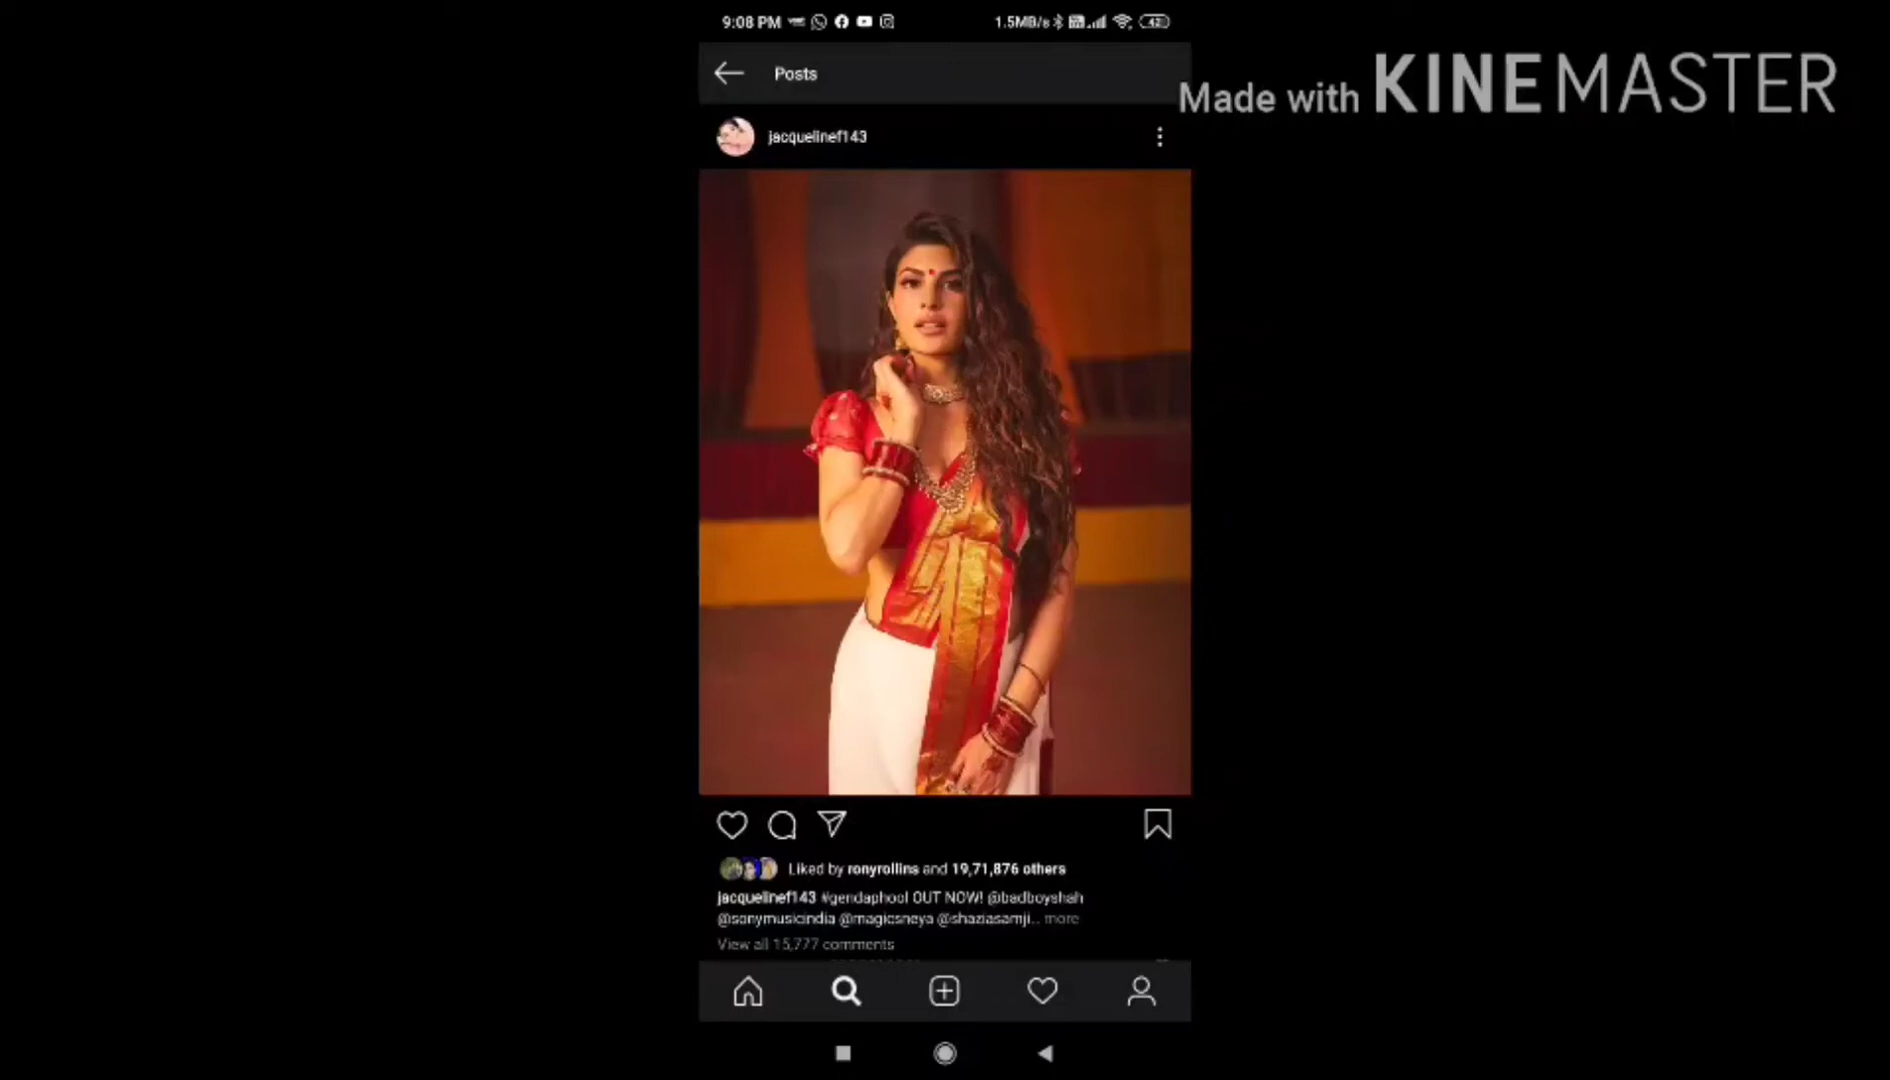 9:08 PM
1.5MB/s
42
Posts
Made with KINEMASTER
jacquelinef143
Liked by ronyrollins and 19,71,876 others
jacquelinef143 #gendaphool OUT NOW! @badboyshah
@sonymusicindia @magicsneya @shaziasamji... more
View all 15,777 comments